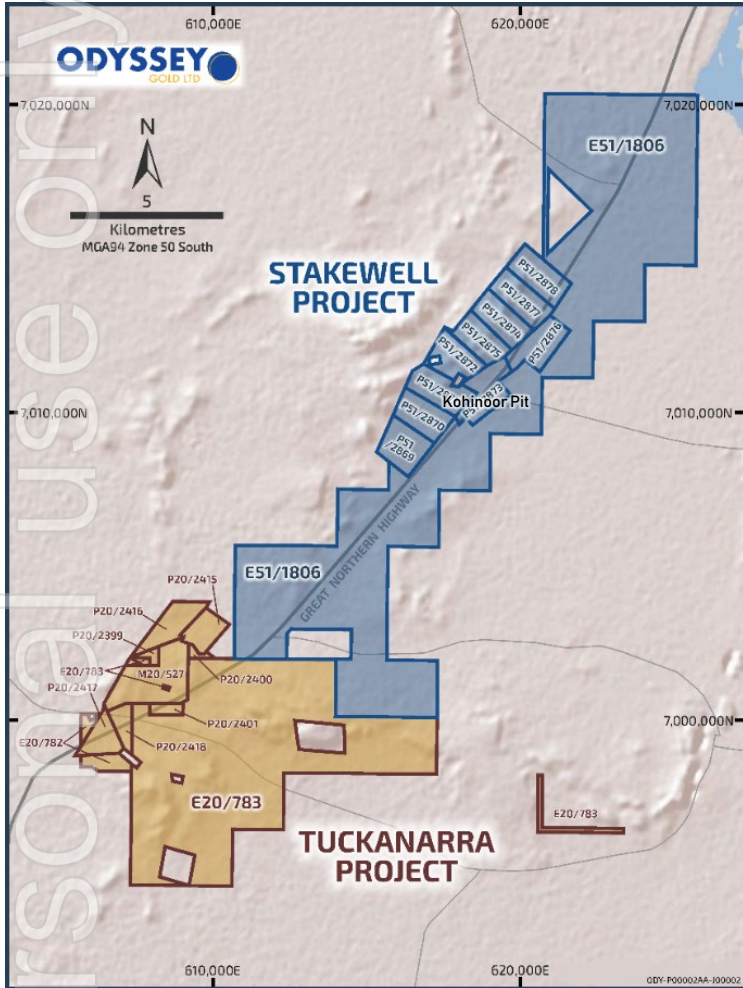 610,000E
620,000E
ODYSSEY
GOLD LTD
7,020,000N
7,020,000N
N
5
Kilometres
MGA94 Zone 50 South
E51/1806
STAKEWELL
PROJECT
P51/2878
P51/2877
P51/2874
P51/2875
P51/2876
P51/2872
Kohinoor Pit
P51/2870
P51
/2869
7,010,000N
7,010,000N
GREAT NORTHERN HIGHWAY
E51/1806
P20/2415
P20/2416
P20/2399
E20/783
M20/527
P20/2400
P20/2417
P20/2401
7,000,000N
E20/782
P20/2418
E20/783
E20/783
TUCKANARRA
PROJECT
610,000E
620,000E
ODY-P00002AA-J00002
rsonal use only